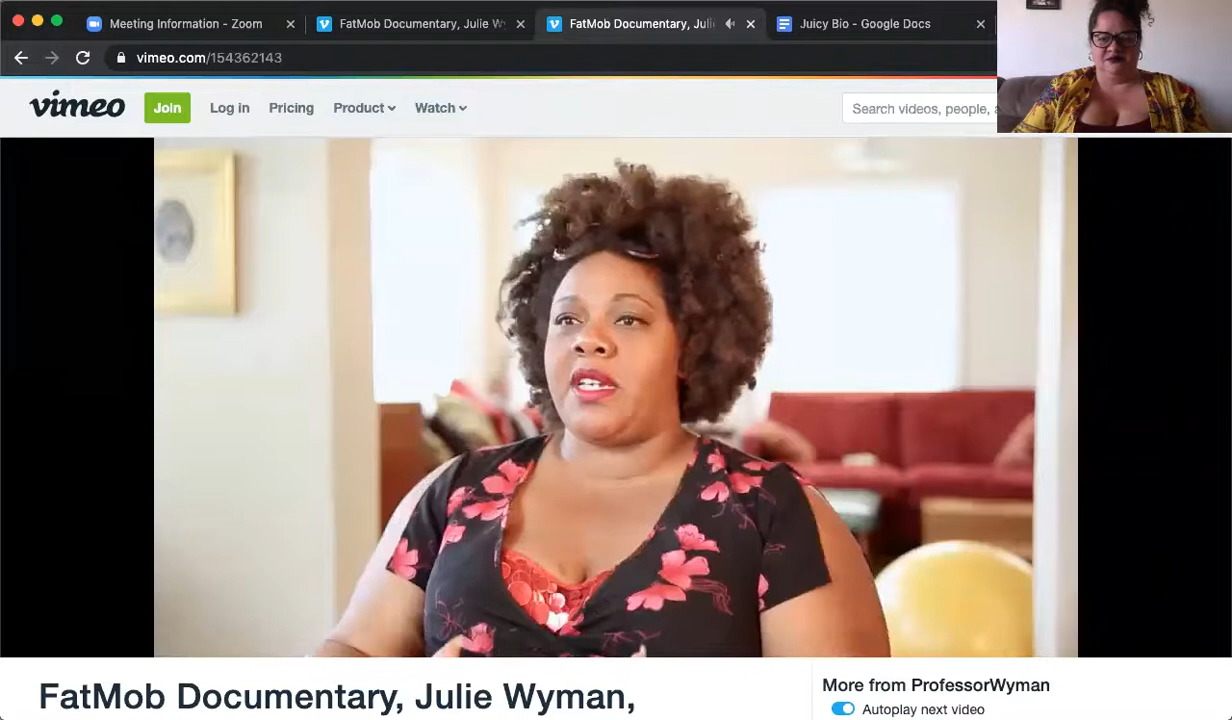 Meeting Information - Zoom
FatMob Documentary, Julie Wy
FatMob Documentary, Juli
Juicy Bio - Google Docs
vimeo.com/154362143
vimeo
Join
Log in
Pricing
Product
Watch
Search videos, people, a
FatMob Documentary, Julie Wyman,
More from ProfessorWyman
Autoplay next video